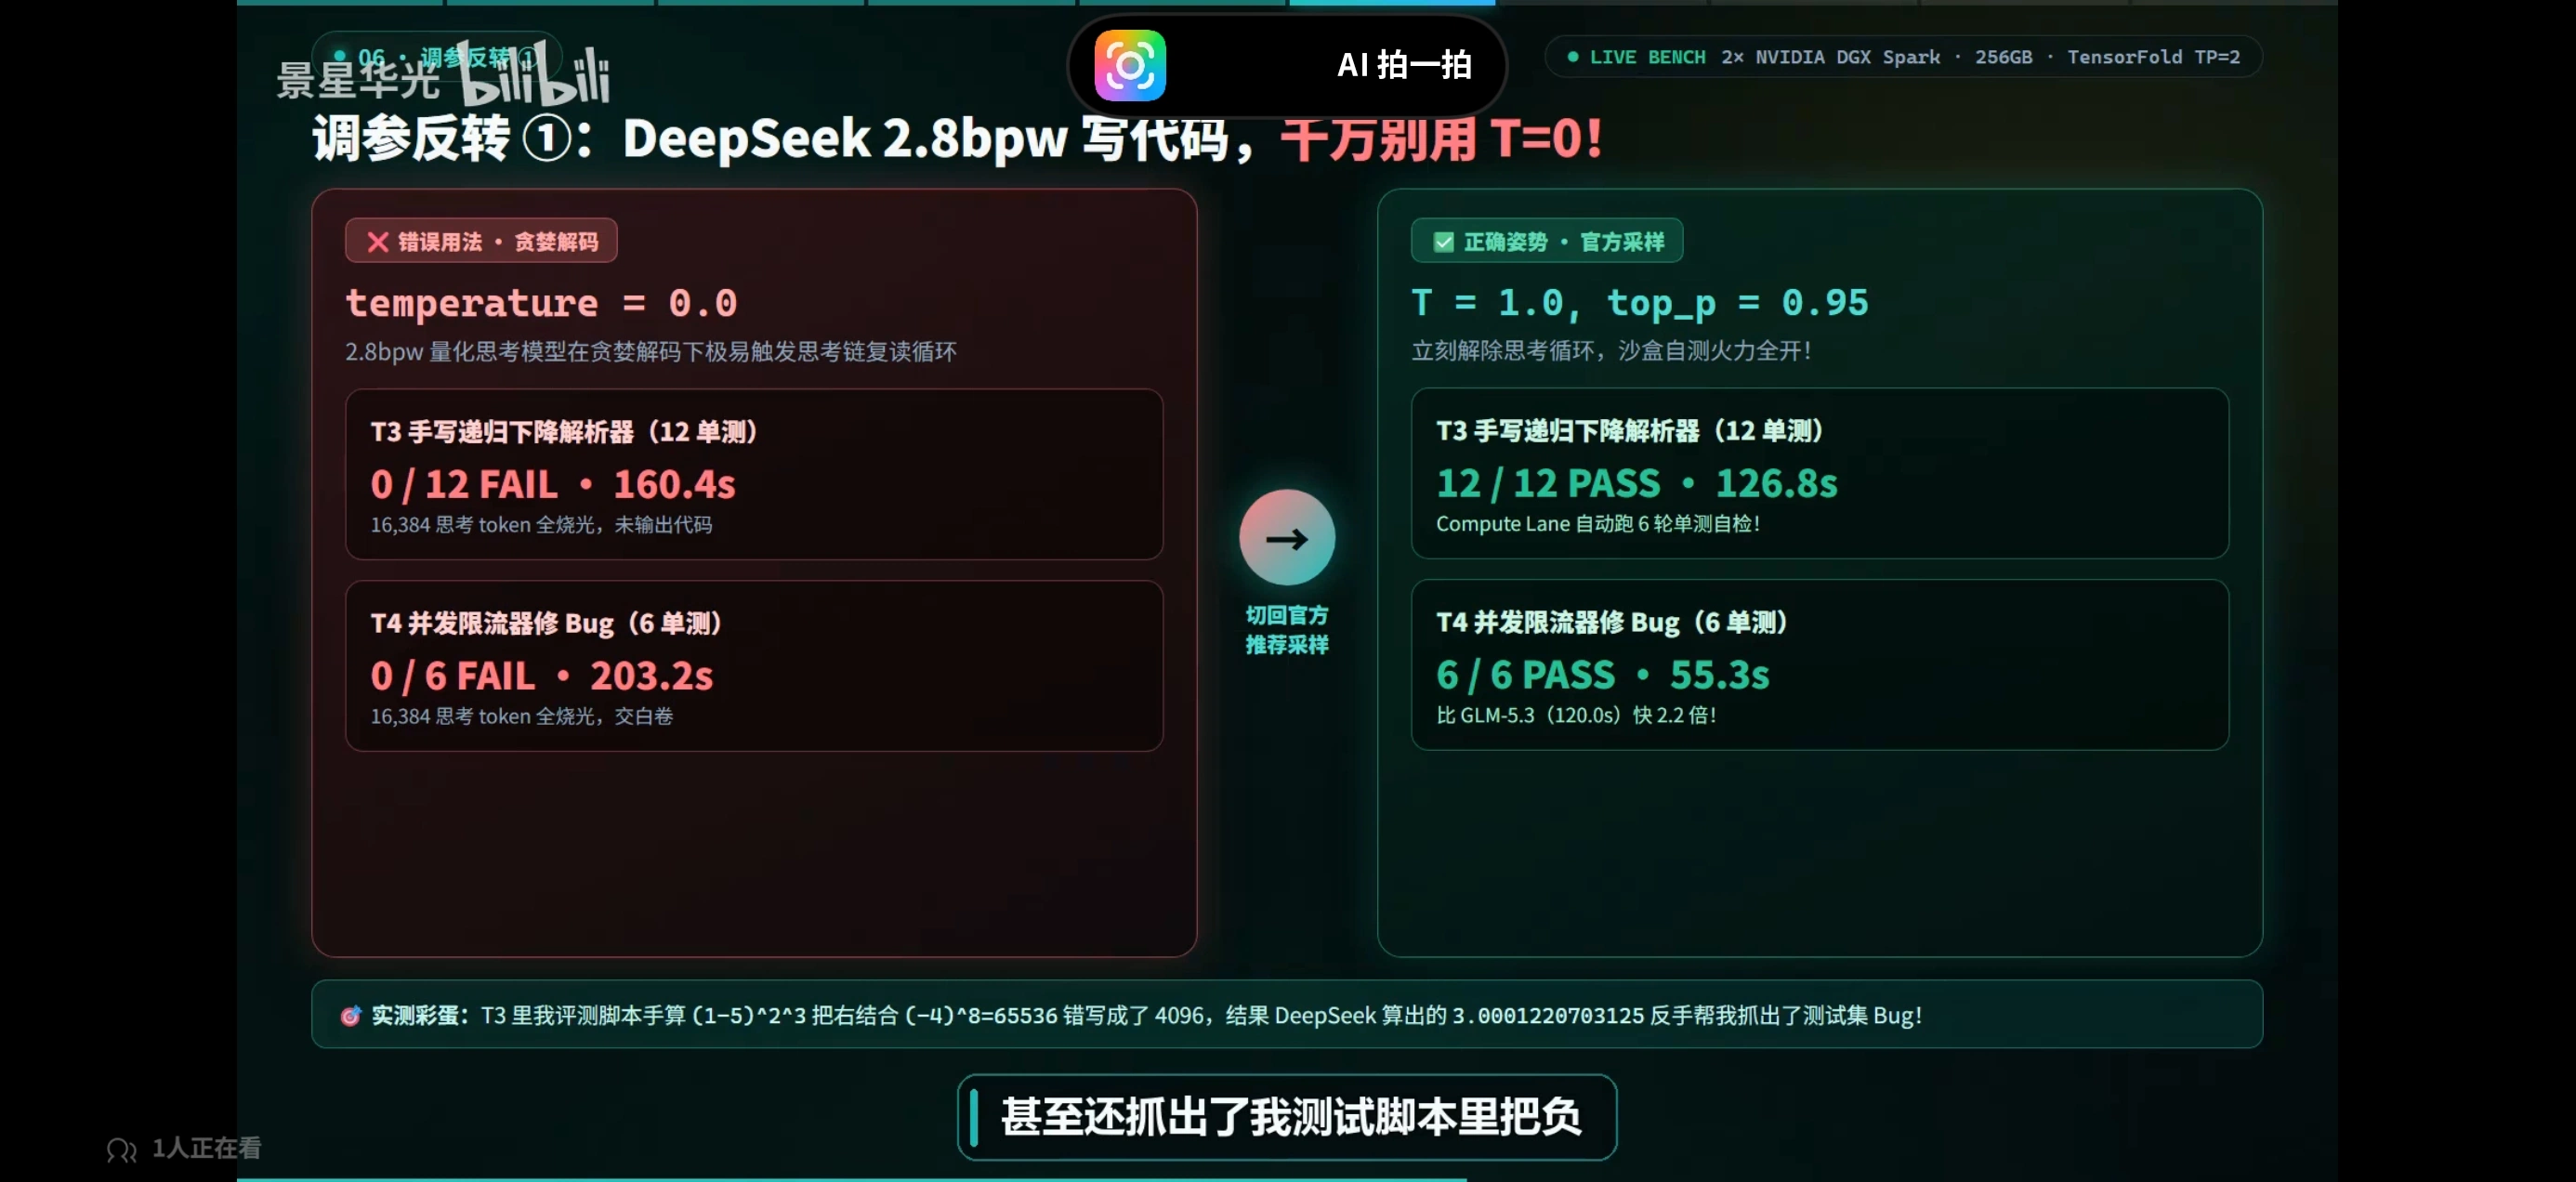 06 · 调参反转 ①
景星华光 bilibili
AI 拍一拍
LIVE BENCH 2× NVIDIA DGX Spark · 256GB · TensorFold TP=2
调参反转 ①：DeepSeek 2.8bpw 写代码，千万别用 T=0！
❌ 错误用法 · 贪婪解码
temperature = 0.0
2.8bpw 量化思考模型在贪婪解码下极易触发思考链复读循环
T3 手写递归下降解析器（12 单测）
0 / 12 FAIL · 160.4s
16,384 思考 token 全烧光，未输出代码
T4 并发限流器修 Bug（6 单测）
0 / 6 FAIL · 203.2s
16,384 思考 token 全烧光，交白卷
→
切回官方
推荐采样
✅ 正确姿势 · 官方采样
T = 1.0, top_p = 0.95
立刻解除思考循环，沙盒自测火力全开！
T3 手写递归下降解析器（12 单测）
12 / 12 PASS · 126.8s
Compute Lane 自动跑 6 轮单测自检！
T4 并发限流器修 Bug（6 单测）
6 / 6 PASS · 55.3s
比 GLM-5.3（120.0s）快 2.2 倍！
🎯 实测彩蛋：T3 里我评测脚本手算 (1-5)^2^3 把右结合 (-4)^8=65536 错写成了 4096，结果 DeepSeek 算出的 3.0001220703125 反手帮我抓出了测试集 Bug！
甚至还抓出了我测试脚本里把负
1人正在看